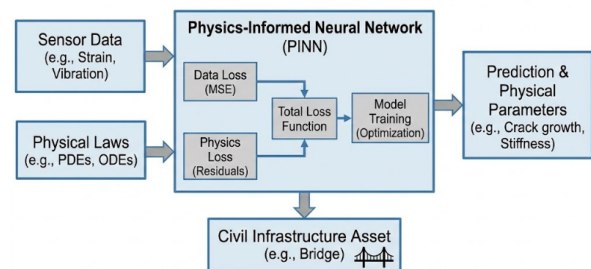 Sensor Data
(e.g., Strain,
Vibration)
Physical Laws
(e.g., PDEs, ODEs)
Physics-Informed Neural Network
(PINN)
Data Loss
(MSE)
Physics
Loss
(Residuals)
Total Loss
Function
Model
Training
(Optimization)
Prediction &
Physical
Parameters
(e.g., Crack growth,
Stiffness)
Civil Infrastructure Asset
(e.g., Bridge)